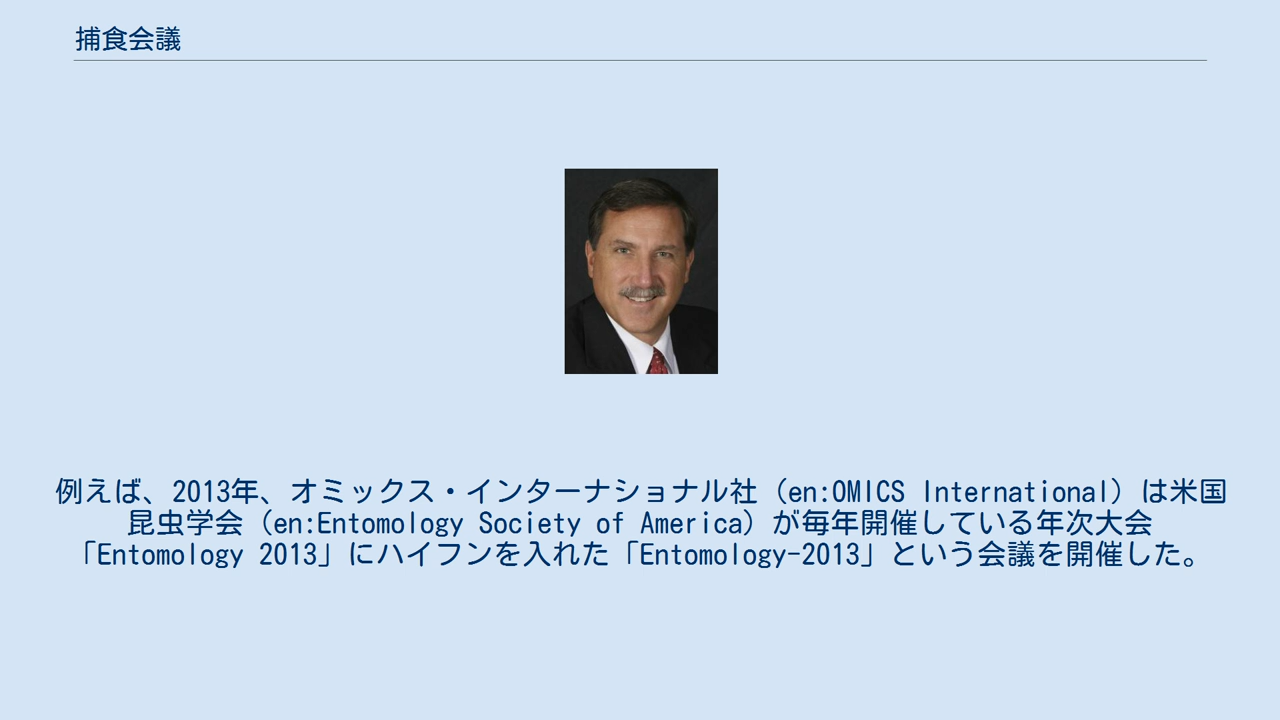 捕食会議
例えば、2013年、オミックス・インターナショナル社（en:OMICS International）は米国
昆虫学会（en:Entomology Society of America）が毎年開催している年次大会
「Entomology 2013」にハイフンを入れた「Entomology-2013」という会議を開催した。